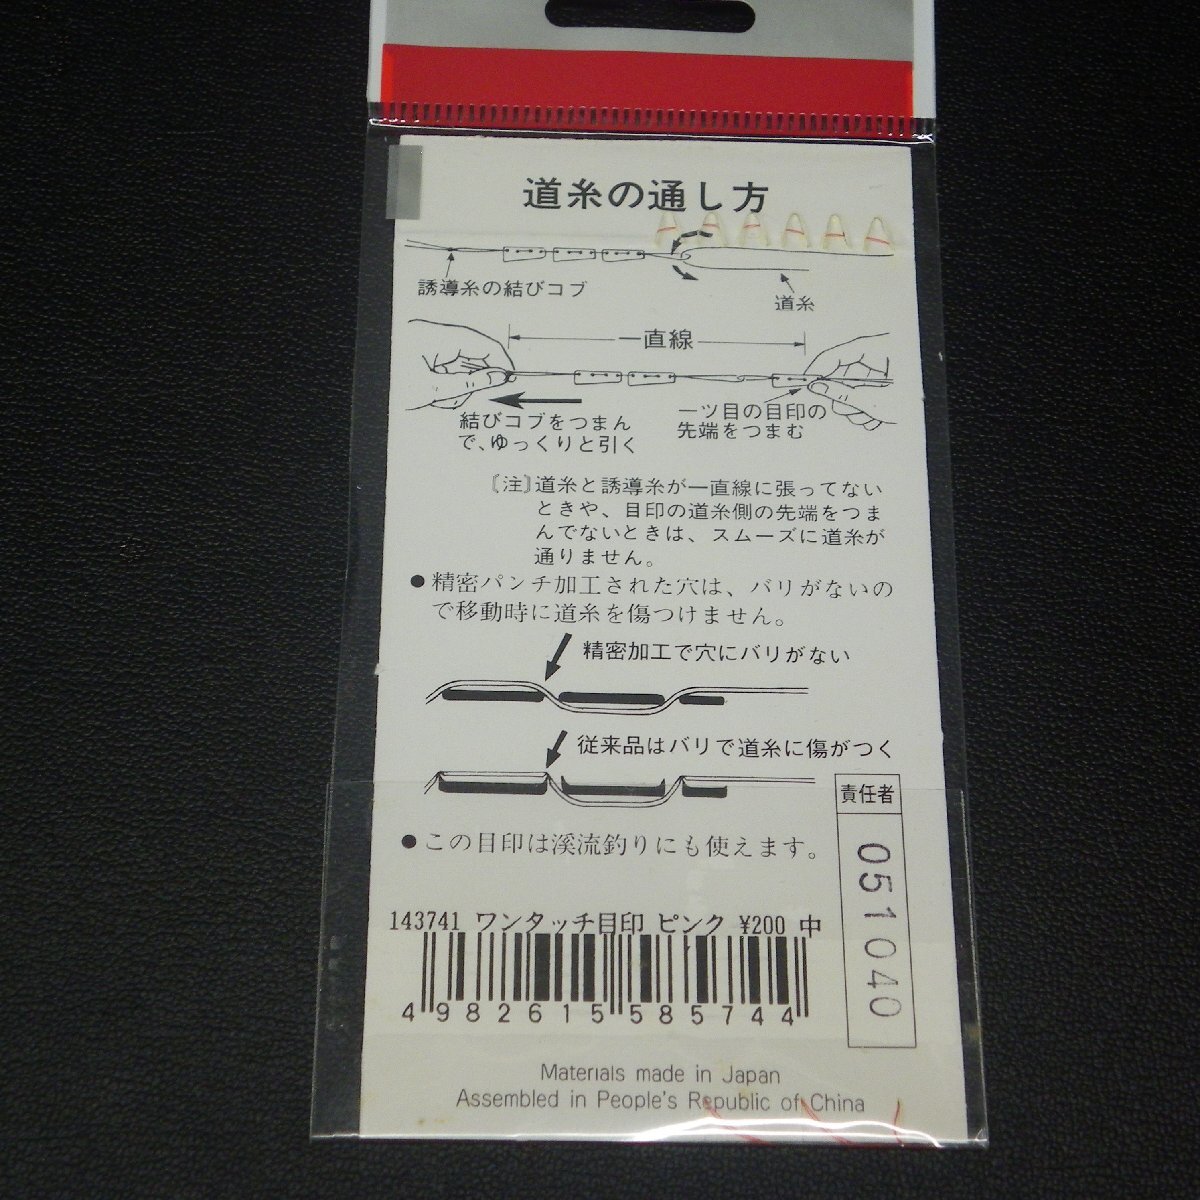 道糸の通し方
誘導糸の結びコブ
道糸
一直線
結びコブをつまん
で、ゆっくりと引く
一ツ目の目印の
先端をつまむ
〔注〕道糸と誘導糸が一直線に張ってない
ときや、目印の道糸側の先端をつま
んでないときは、スムーズに道糸が
通りません。
●精密パンチ加工された穴は、バリがないの
で移動時に道糸を傷つけません。
精密加工で穴にバリがない
従来品はバリで道糸に傷がつく
●この目印は溪流釣りにも使えます。
責任者
051040
143741 ワンタッチ目印 ピンク ¥200 中
4982615585744
Materials made in Japan
Assembled in People's Republic of China